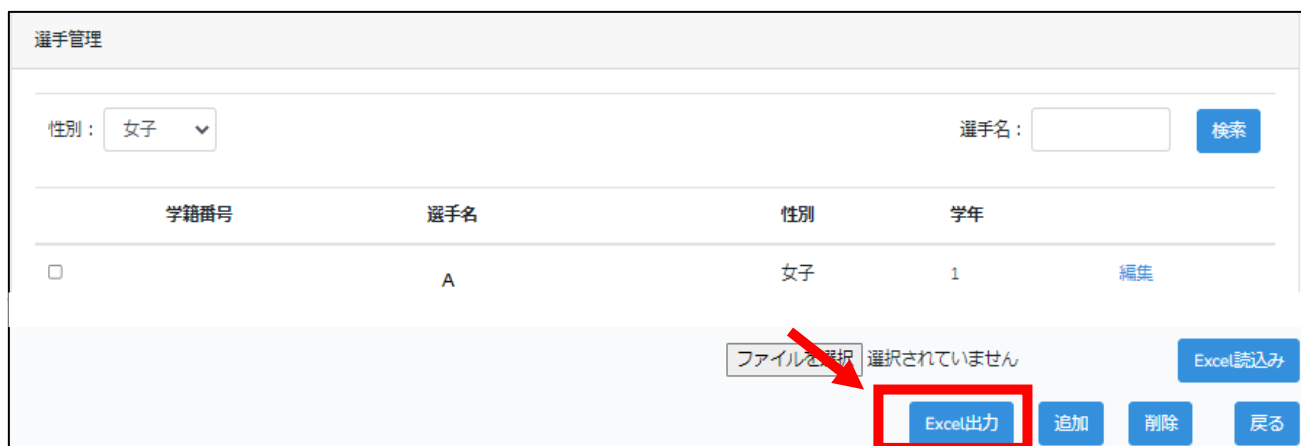 選手管理
性別： 女子 選手名： 検索
学籍番号 選手名 性別 学年
A 女子 1 編集
ファイルを選択 選択されていません Excel読込み
Excel出力 追加 削除 戻る